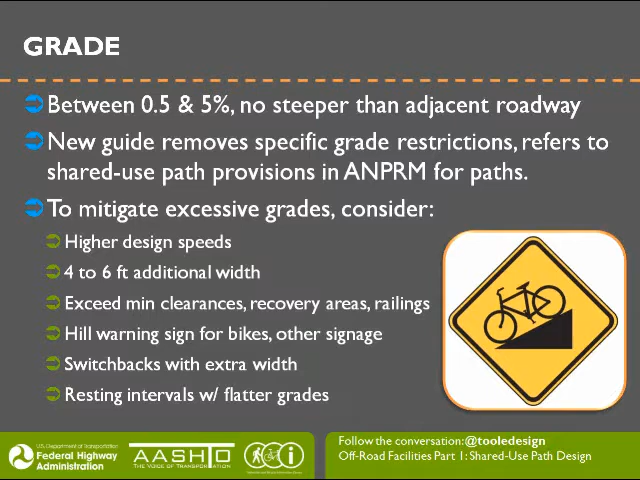 GRADE
Between 0.5 & 5%, no steeper than adjacent roadway
New guide removes specific grade restrictions, refers to
shared-use path provisions in ANPRM for paths.
To mitigate excessive grades, consider:
Higher design speeds
4 to 6 ft additional width
Exceed min clearances, recovery areas, railings
Hill warning sign for bikes, other signage
Switchbacks with extra width
Resting intervals w/ flatter grades
U.S. Department of Transportation
Federal Highway
Administration
AASHTO
THE VOICE OF TRANSPORTATION
Follow the conversation: @tooledesign
Off-Road Facilities Part 1: Shared-Use Path Design